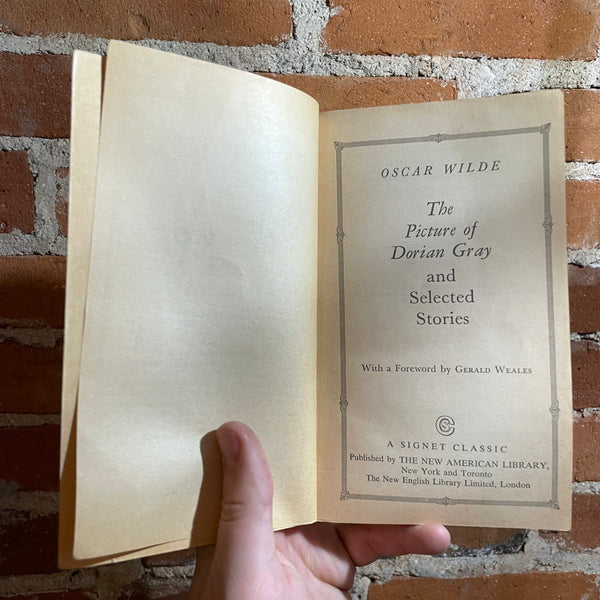 OSCAR WILDE
The
Picture of
Dorian Gray
and
Selected
Stories
With a Foreword by GERALD WEALES
CS
A SIGNET CLASSIC
Published by THE NEW AMERICAN LIBRARY,
New York and Toronto
The New English Library Limited, London